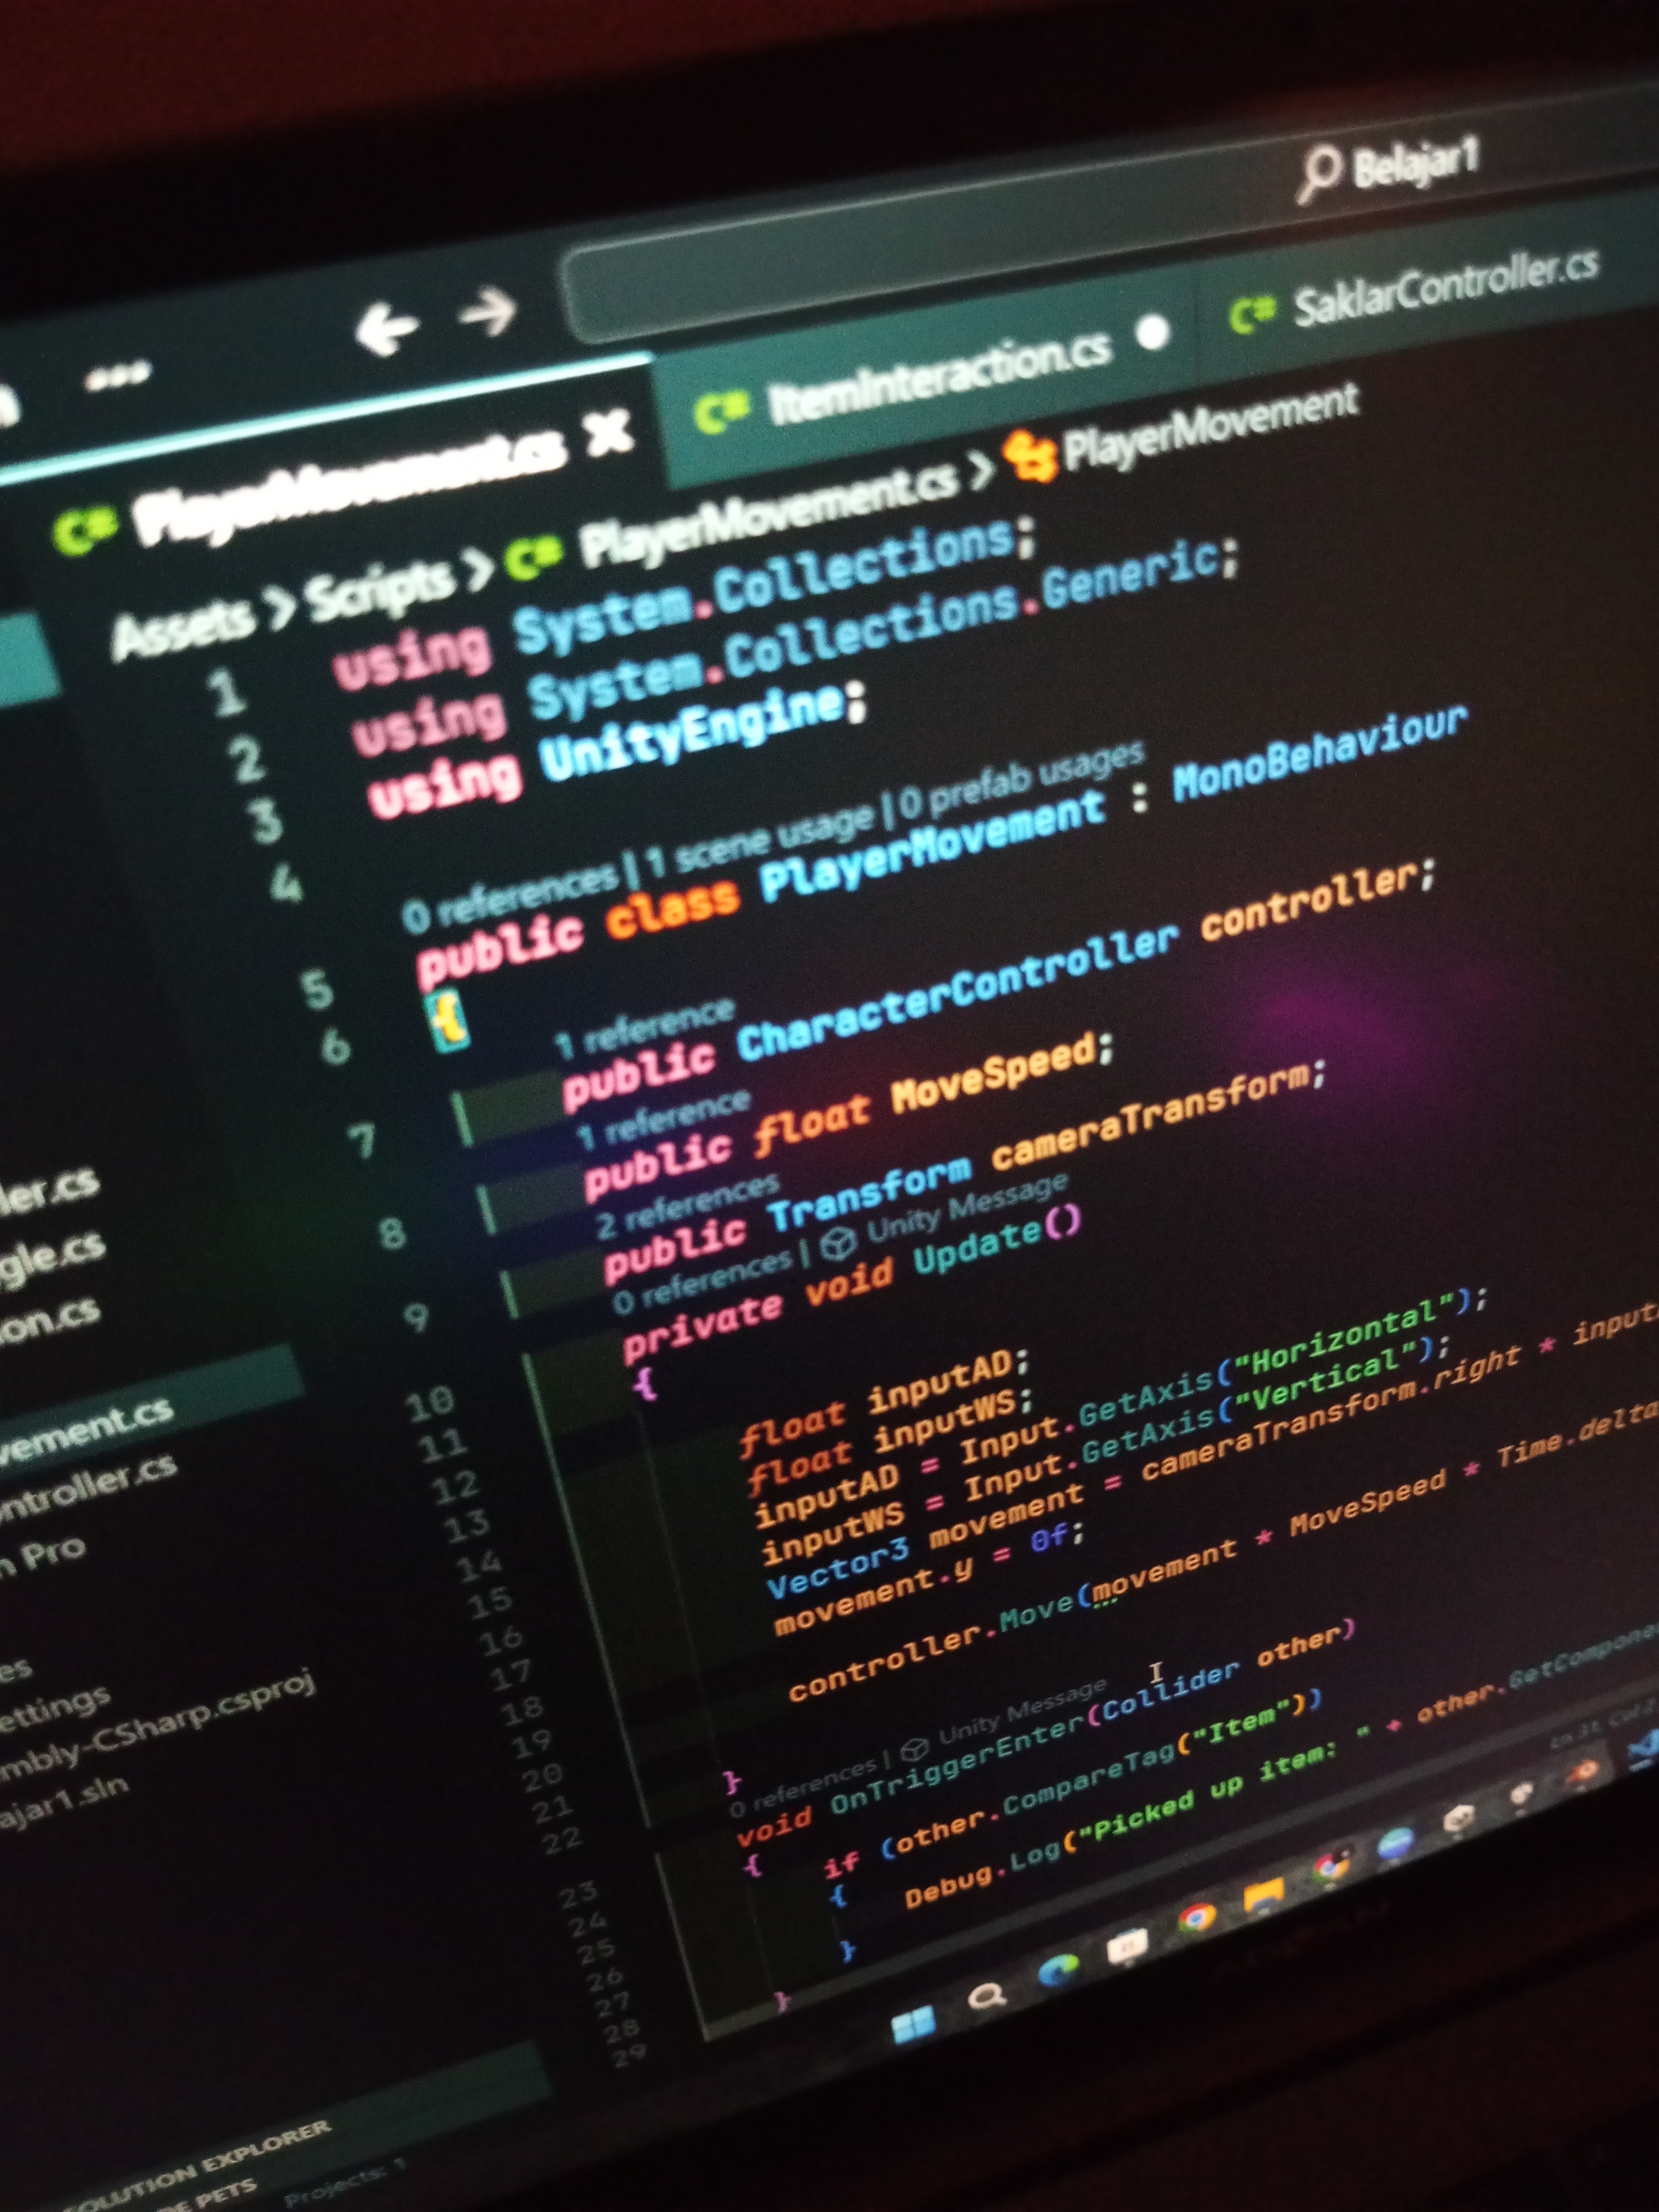 Belajar1
PlayerMovement.cs
ItemInteraction.cs
SaklarController.cs
Assets > Scripts > PlayerMovement.cs > PlayerMovement
1 using System.Collections;
2 using System.Collections.Generic;
3 using UnityEngine;
4
0 references | 1 scene usage | 0 prefab usages
5 public class PlayerMovement : MonoBehaviour
6 {
1 reference
7 public CharacterController controller;
1 reference
8 public float MoveSpeed;
2 references
9 public Transform cameraTransform;
0 references | Unity Message
10 private void Update()
11 {
12
13 float inputAD;
14 float inputWS;
15 inputAD = Input.GetAxis("Horizontal");
16 inputWS = Input.GetAxis("Vertical");
17 Vector3 movement = cameraTransform.right * input
18 movement.y = 0f;
19
20 controller.Move(movement * MoveSpeed * Time.delta
21
22 }
0 references | Unity Message
23 void OnTriggerEnter(Collider other)
24 {
25 if (other.CompareTag("Item"))
26 {
27 Debug.Log("Picked up item: " + other.GetCompone
28 }
29 }
ler.cs
gle.cs
ion.cs
vement.cs
ontroller.cs
n Pro
es
ettings
mbly-CSharp.csproj
ajar1.sln
SOLUTION EXPLORER
DE PETS
Projects: 1